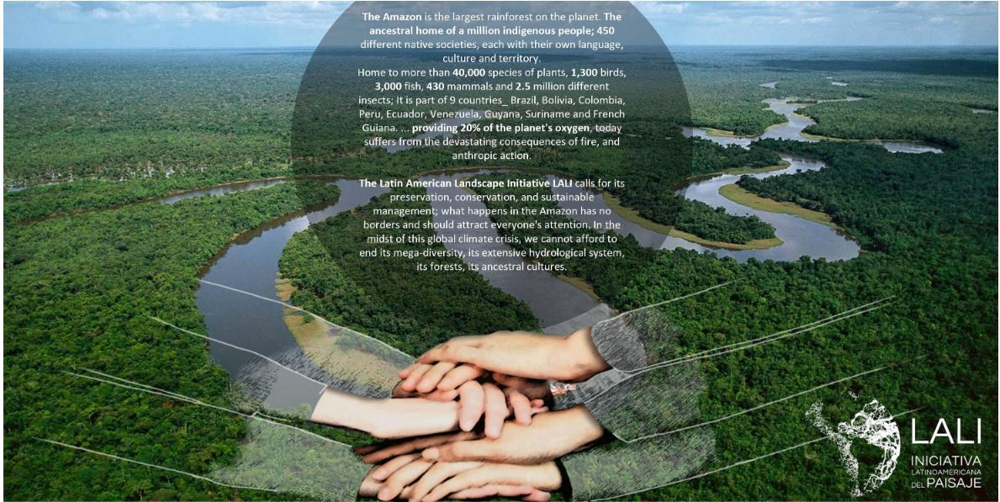 The Amazon is the largest rainforest on the planet. The
ancestral home of a million indigenous people; 450
different native societies, each with their own language,
culture and territory.
Home to more than 40,000 species of plants, 1,300 birds,
3,000 fish, 430 mammals and 2.5 million different
insects; It is part of 9 countries_ Brazil, Bolivia, Colombia,
Peru, Ecuador, Venezuela, Guyana, Suriname and French
Guiana. ... providing 20% of the planet's oxygen, today
suffers from the devastating consequences of fire, and
anthropic action.
The Latin American Landscape Initiative LALI calls for its
preservation, conservation, and sustainable
management; what happens in the Amazon has no
borders and should attract everyone's attention. In the
midst of this global climate crisis, we cannot afford to
end its mega-diversity, its extensive hydrological system,
its forests, its ancestral cultures.
LALI
INICIATIVA
LATINOAMERICANA
DEL PAISAJE